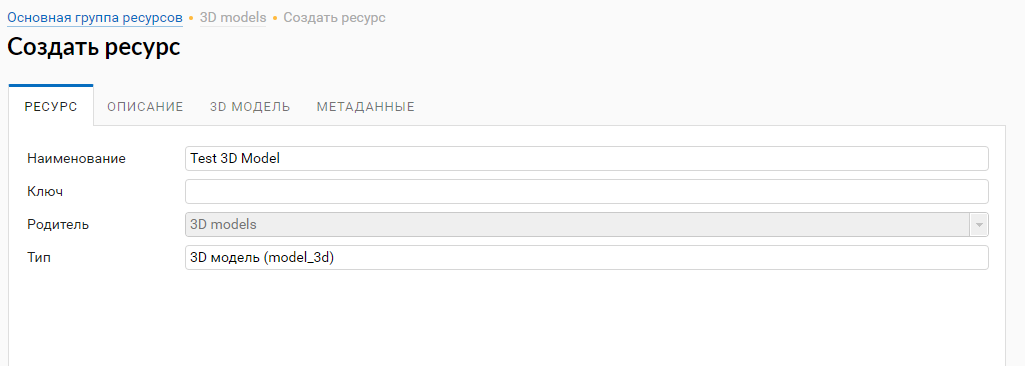 Основная группа ресурсов • 3D models • Создать ресурс
Создать ресурс
РЕСУРС ОПИСАНИЕ 3D МОДЕЛЬ МЕТАДАННЫЕ
Наименование Test 3D Model
Ключ
Родитель 3D models
Тип 3D модель (model_3d)